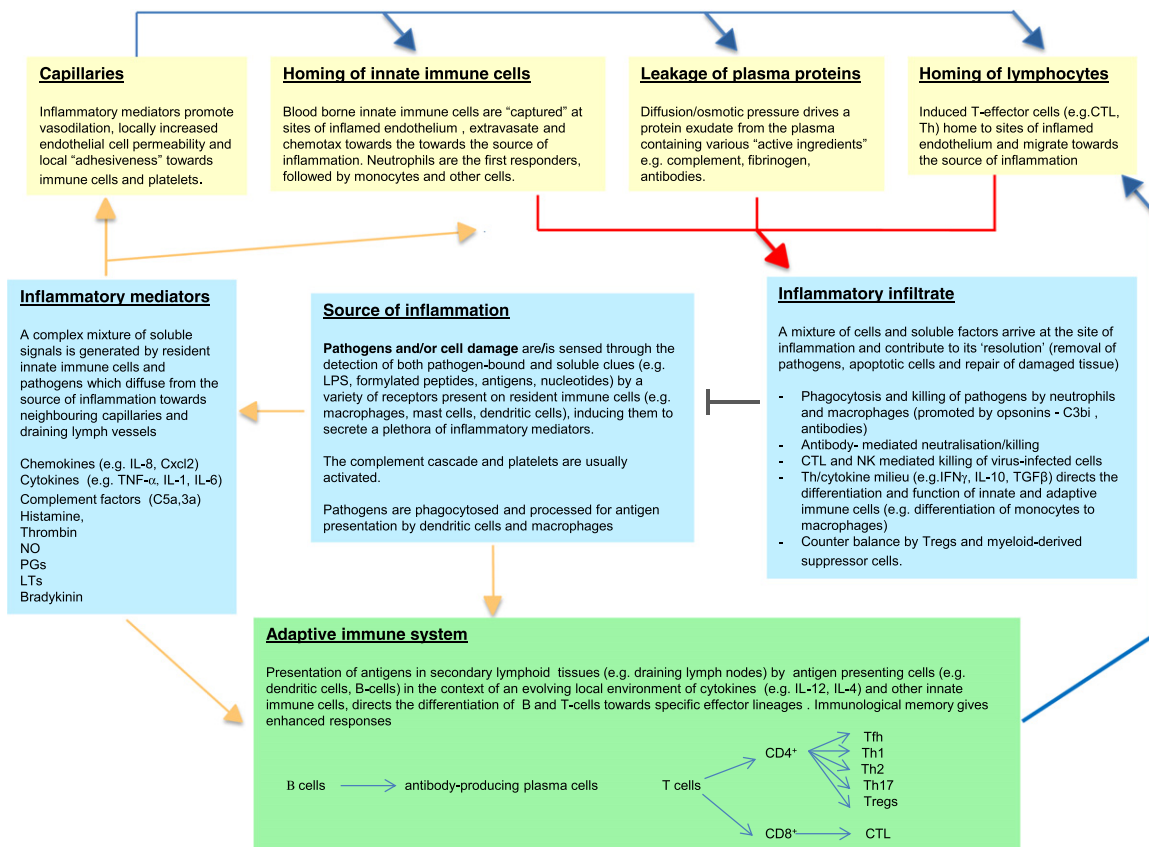 Capillaries
Inflammatory mediators promote
vasodilation, locally increased
endothelial cell permeability and
local “adhesiveness” towards
immune cells and platelets.
Homing of innate immune cells
Blood borne innate immune cells are “captured” at
sites of inflamed endothelium , extravasate and
chemotax towards the towards the source of
inflammation. Neutrophils are the first responders,
followed by monocytes and other cells.
Leakage of plasma proteins
Diffusion/osmotic pressure drives a
protein exudate from the plasma
containing various “active ingredients”
e.g. complement, fibrinogen,
antibodies.
Homing of lymphocytes
Induced T-effector cells (e.g.CTL,
Th) home to sites of inflamed
endothelium and migrate towards
the source of inflammation
Inflammatory mediators
A complex mixture of soluble
signals is generated by resident
innate immune cells and
pathogens which diffuse from the
source of inflammation towards
neighbouring capillaries and
draining lymph vessels
Chemokines (e.g. IL-8, Cxcl2)
Cytokines (e.g. TNF-α, IL-1, IL-6)
Complement factors (C5a,3a)
Histamine,
Thrombin
NO
PGs
LTs
Bradykinin
Source of inflammation
Pathogens and/or cell damage are/is sensed through the
detection of both pathogen-bound and soluble clues (e.g.
LPS, formylated peptides, antigens, nucleotides) by a
variety of receptors present on resident immune cells (e.g.
macrophages, mast cells, dendritic cells), inducing them to
secrete a plethora of inflammatory mediators.
The complement cascade and platelets are usually
activated.
Pathogens are phagocytosed and processed for antigen
presentation by dendritic cells and macrophages
Inflammatory infiltrate
A mixture of cells and soluble factors arrive at the site of
inflammation and contribute to its ‘resolution’ (removal of
pathogens, apoptotic cells and repair of damaged tissue)
- Phagocytosis and killing of pathogens by neutrophils
and macrophages (promoted by opsonins - C3bi ,
antibodies)
- Antibody- mediated neutralisation/killing
- CTL and NK mediated killing of virus-infected cells
- Th/cytokine milieu (e.g.IFNγ, IL-10, TGFβ) directs the
differentiation and function of innate and adaptive
immune cells (e.g. differentiation of monocytes to
macrophages)
- Counter balance by Tregs and myeloid-derived
suppressor cells.
Adaptive immune system
Presentation of antigens in secondary lymphoid tissues (e.g. draining lymph nodes) by antigen presenting cells (e.g.
dendritic cells, B-cells) in the context of an evolving local environment of cytokines (e.g. IL-12, IL-4) and other innate
immune cells, directs the differentiation of B and T-cells towards specific effector lineages . Immunological memory gives
enhanced responses
B cells
antibody-producing plasma cells
T cells
CD4⁺
Tfh
Th1
Th2
Th17
Tregs
CD8⁺
CTL